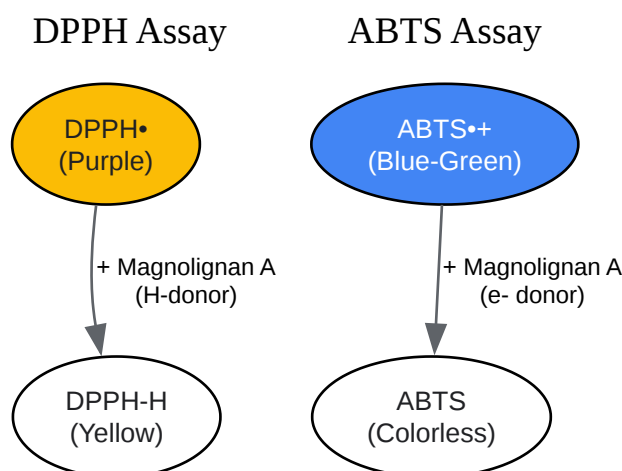 DPPH Assay
ABTS Assay
DPPH•
(Purple)
ABTS•+
(Blue-Green)
+ Magnolignan A
(H-donor)
+ Magnolignan A
(e- donor)
DPPH-H
(Yellow)
ABTS
(Colorless)